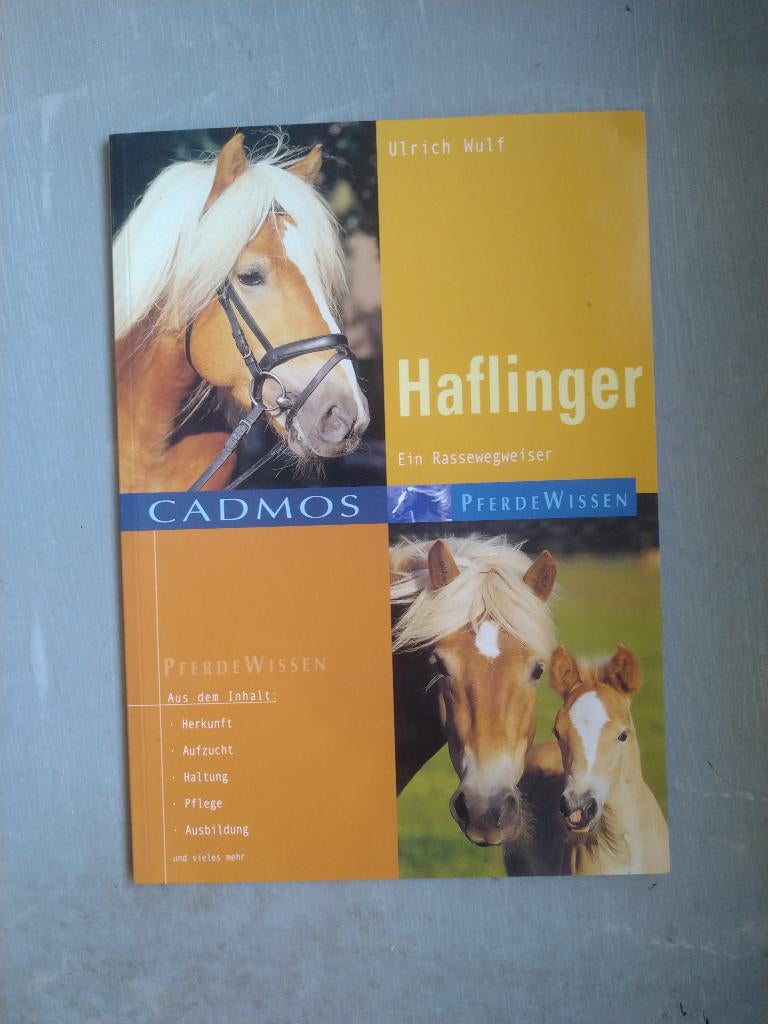 Ulrich Wulf
Haflinger
Ein Rassewegweiser
CADMOS
PFERDEWISSEN
PFERDEWISSEN
Aus dem Inhalt:
· Herkunft
· Aufzucht
· Haltung
· Pflege
· Ausbildung
und vieles mehr